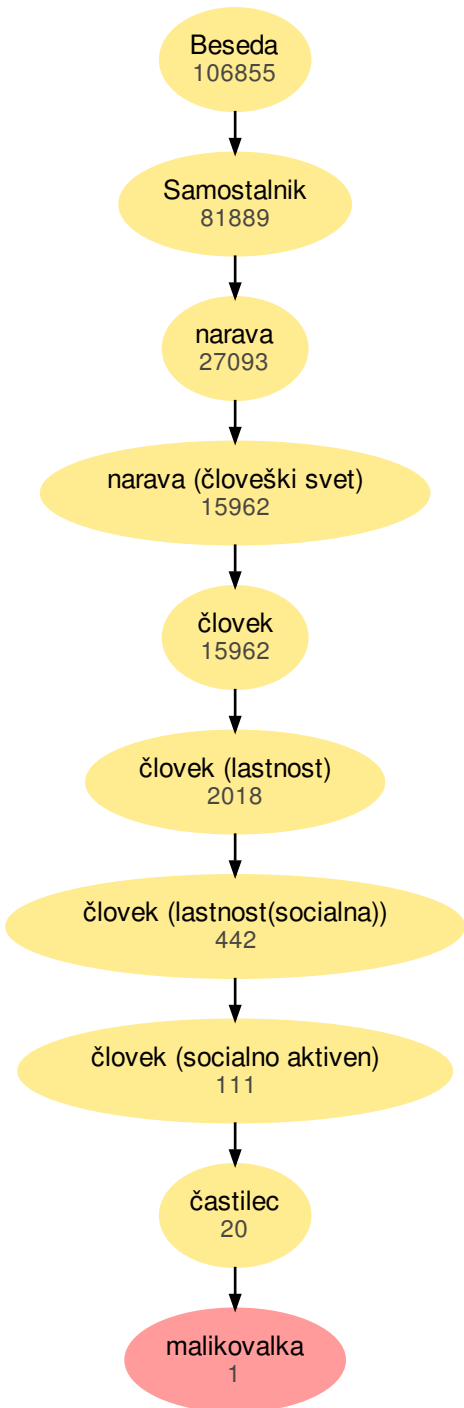 Beseda
106855
Samostalnik
81889
narava
27093
narava (človeški svet)
15962
človek
15962
človek (lastnost)
2018
človek (lastnost(socialna))
442
človek (socialno aktiven)
111
častilec
20
malikovalka
1